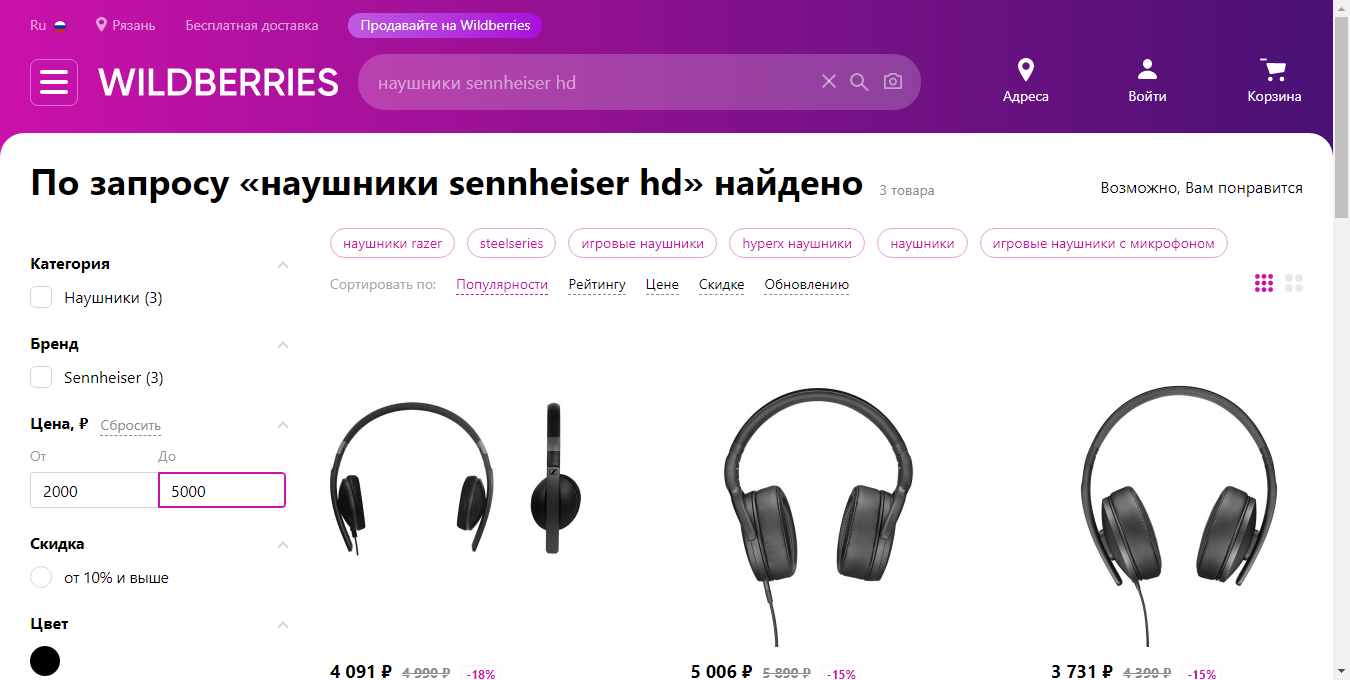 Ru Рязань Бесплатная доставка Продавайте на Wildberries
WILDBERRIES наушники sennheiser hd Адреса Войти Корзина
По запросу «наушники sennheiser hd» найдено 3 товара Возможно, Вам понравится
наушники razer steelseries игровые наушники hyperx наушники наушники игровые наушники с микрофоном
Сортировать по: Популярности Рейтингу Цене Скидке Обновлению
Категория
Наушники (3)
Бренд
Sennheiser (3)
Цена, ₽ Сбросить
От До
2000 5000
Скидка
от 10% и выше
Цвет
4 091 ₽ 4 990 ₽ -18% 5 006 ₽ 5 890 ₽ -15% 3 731 ₽ 4 390 ₽ -15%